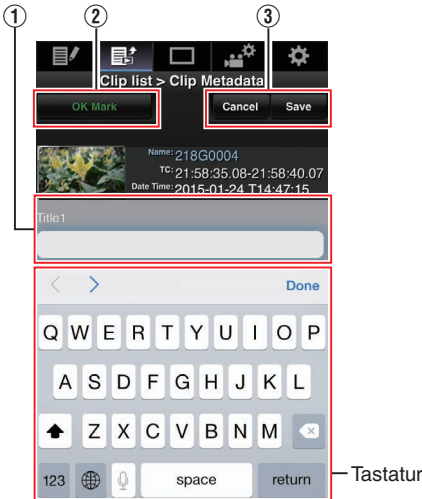 ① ② ③
Clip list > Clip Metadata
OK Mark Cancel Save
Name: 218G0004
TC: 21:58:35.08-21:58:40.07
Date Time: 2015-01-24 T14:47:15
Title1
Done
Q W E R T Y U I O P
A S D F G H J K L
Z X C V B N M
123 space return
Tastatur